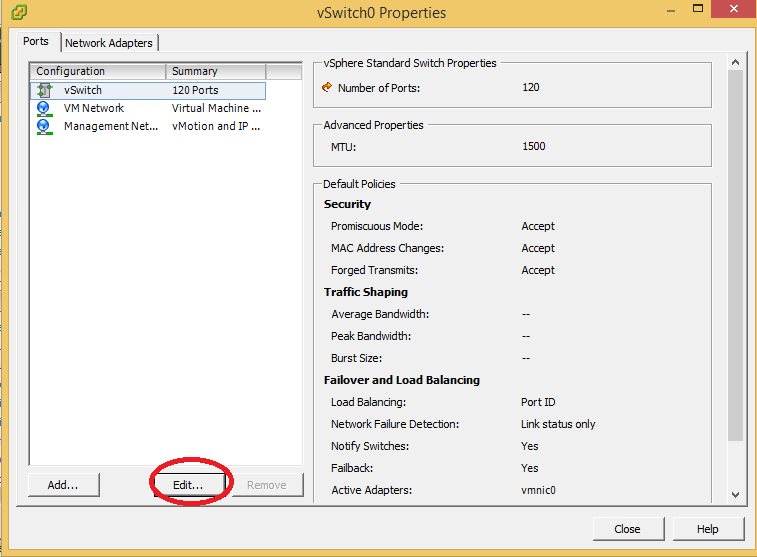 vSwitch0 Properties
Ports Network Adapters
Configuration Summary
vSwitch 120 Ports
VM Network Virtual Machine ...
Management Net... vMotion and IP ...
vSphere Standard Switch Properties
Number of Ports: 120
Advanced Properties
MTU: 1500
Default Policies
Security
Promiscuous Mode: Accept
MAC Address Changes: Accept
Forged Transmits: Accept
Traffic Shaping
Average Bandwidth: --
Peak Bandwidth: --
Burst Size: --
Failover and Load Balancing
Load Balancing: Port ID
Network Failure Detection: Link status only
Notify Switches: Yes
Failback: Yes
Active Adapters: vmnic0
Add... Edit... Remove
Close Help